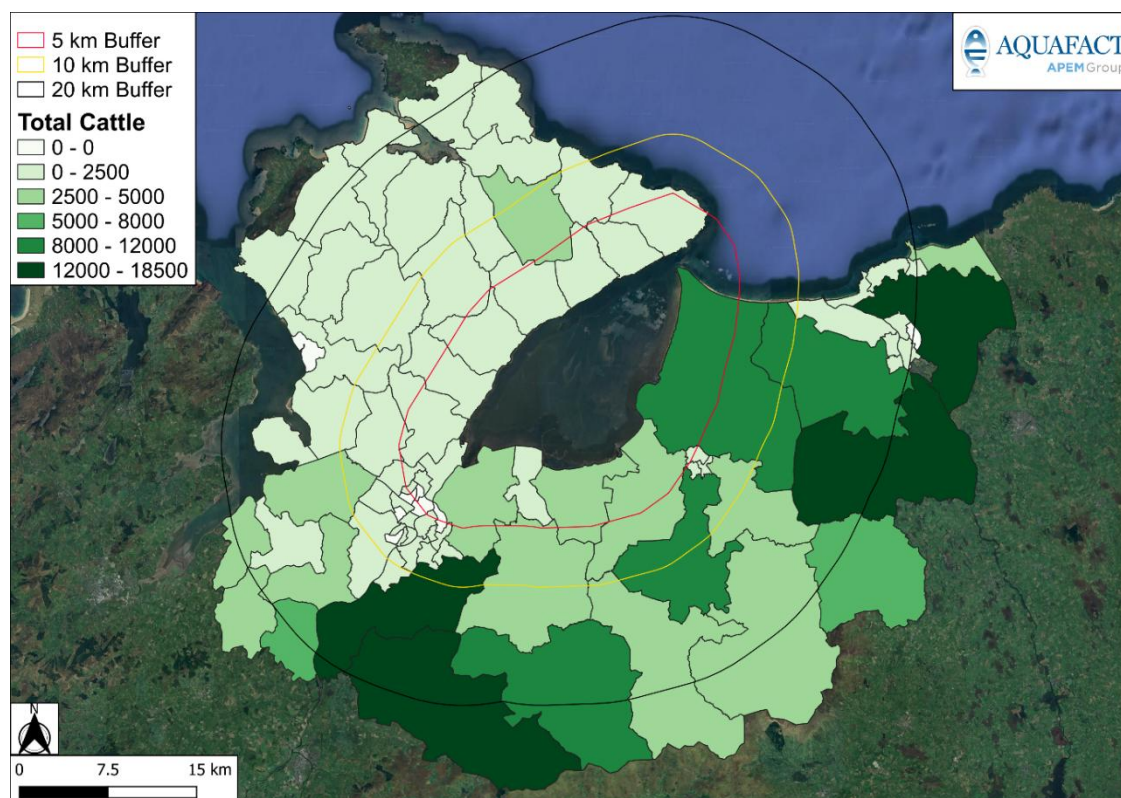 5 km Buffer
10 km Buffer
20 km Buffer
Total Cattle
0 - 0
0 - 2500
2500 - 5000
5000 - 8000
8000 - 12000
12000 - 18500
AQUAFACT
APEM Group
N
0 7.5 15 km